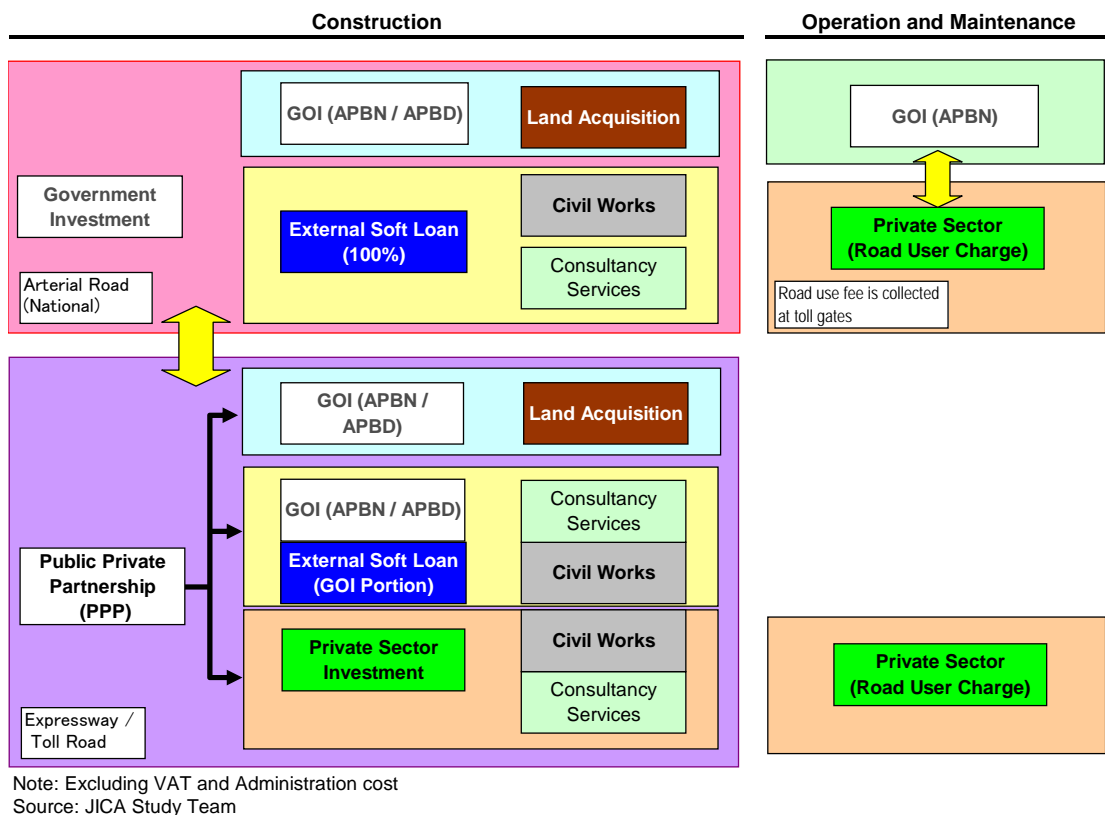 Construction
Operation and Maintenance
GOI (APBN / APBD)
Land Acquisition
Government
Investment
External Soft Loan
(100%)
Civil Works
Consultancy
Services
Arterial Road
(National)
GOI (APBN)
Private Sector
(Road User Charge)
Road use fee is collected
at toll gates
GOI (APBN /
APBD)
Land Acquisition
Public Private
Partnership
(PPP)
GOI (APBN / APBD)
Consultancy
Services
External Soft Loan
(GOI Portion)
Civil Works
Private Sector
Investment
Civil Works
Consultancy
Services
Expressway /
Toll Road
Private Sector
(Road User Charge)
Note: Excluding VAT and Administration cost
Source: JICA Study Team